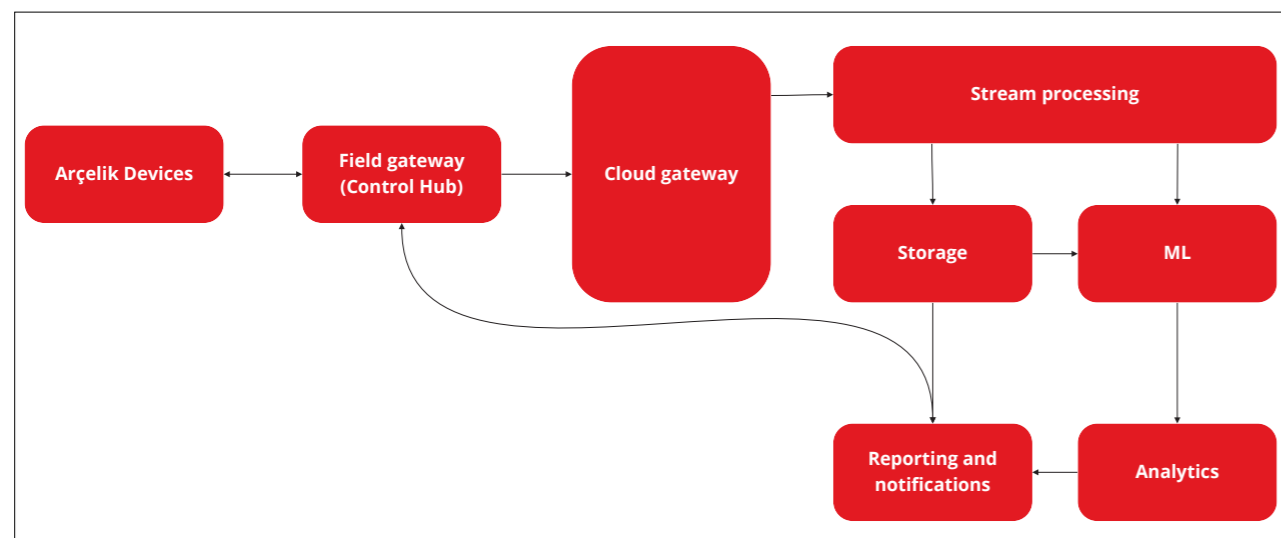 Stream processing
Arçelik Devices
Field gateway
(Control Hub)
Cloud gateway
Storage
ML
Reporting and
notifications
Analytics